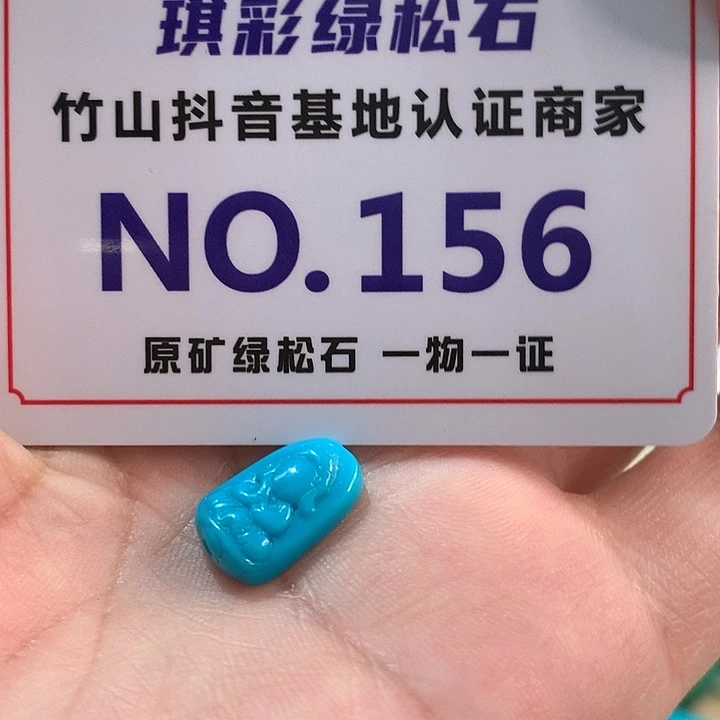 琪彩绿松石
竹山抖音基地认证商家
NO.156
原矿绿松石 一物一证